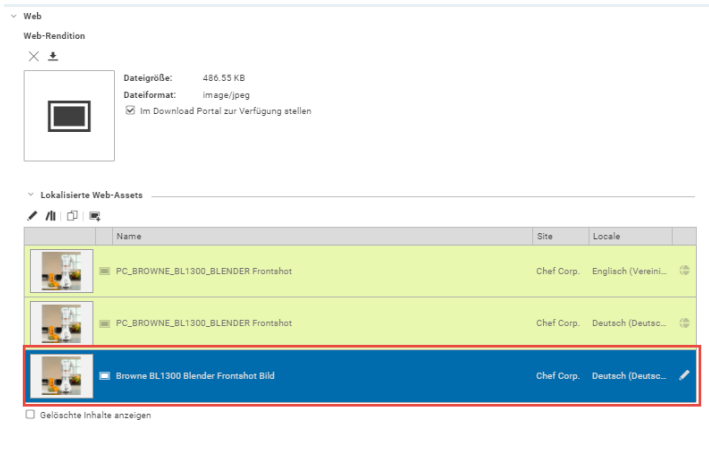 Web
Web-Rendition
Dateigröße: 486.55 KB
Dateiformat: image/jpeg
Im Download Portal zur Verfügung stellen
Lokalisierte Web-Assets
Name Site Locale
PC_BROWNE_BL1300_BLENDER Frontshot Chef Corp. Englisch (Vereini...
PC_BROWNE_BL1300_BLENDER Frontshot Chef Corp. Deutsch (Deutsc...
Browne BL1300 Blender Frontshot Bild Chef Corp. Deutsch (Deutsc...
Gelöschte Inhalte anzeigen